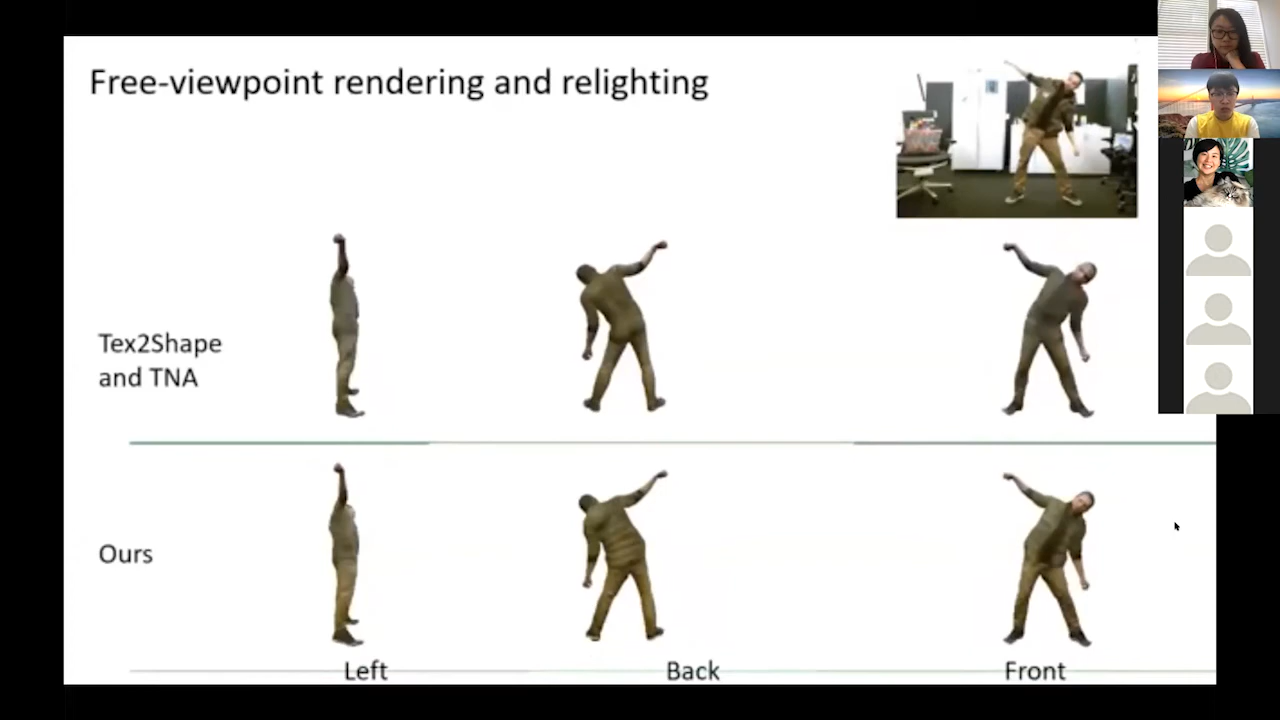 Free-viewpoint rendering and relighting
Tex2Shape
and TNA
Ours
Left
Back
Front